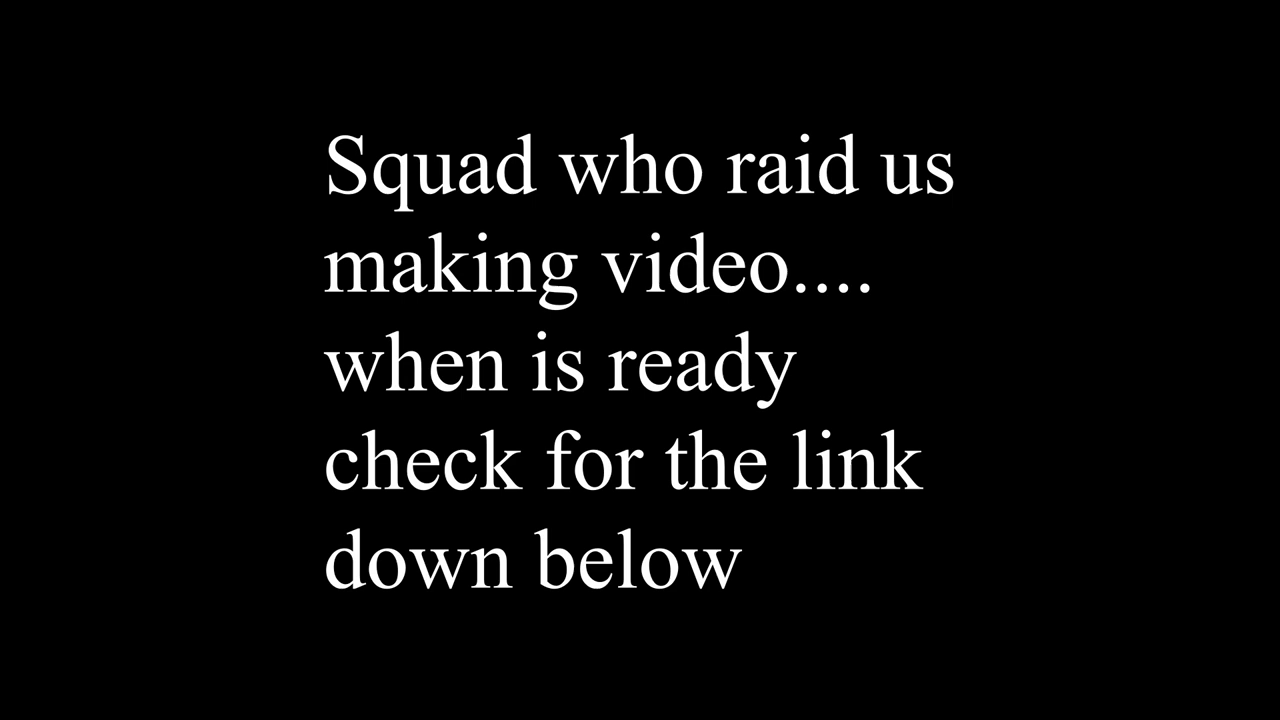 Squad who raid us
making video....
when is ready
check for the link
down below